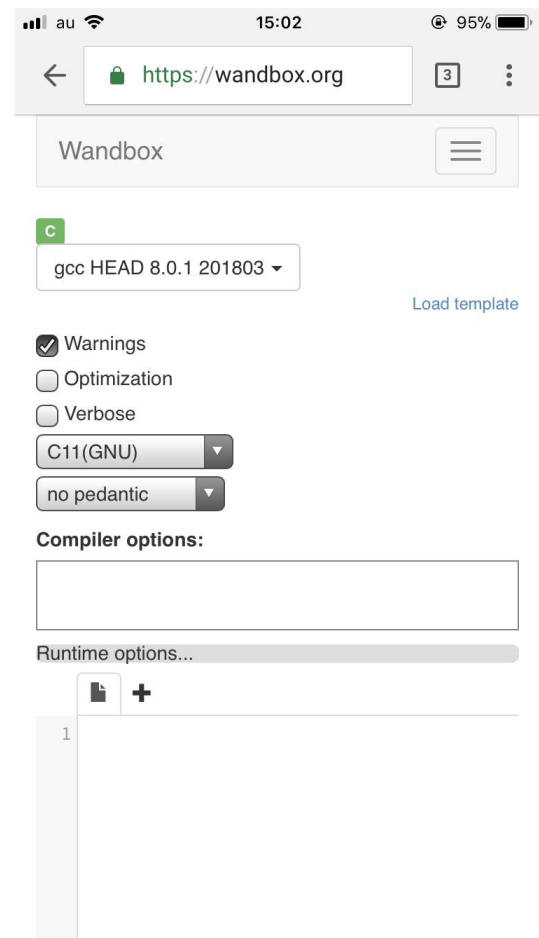 au 15:02 95%
https://wandbox.org 3
Wandbox
C
gcc HEAD 8.0.1 201803
Load template
Warnings
Optimization
Verbose
C11(GNU)
no pedantic
Compiler options:
Runtime options...
1